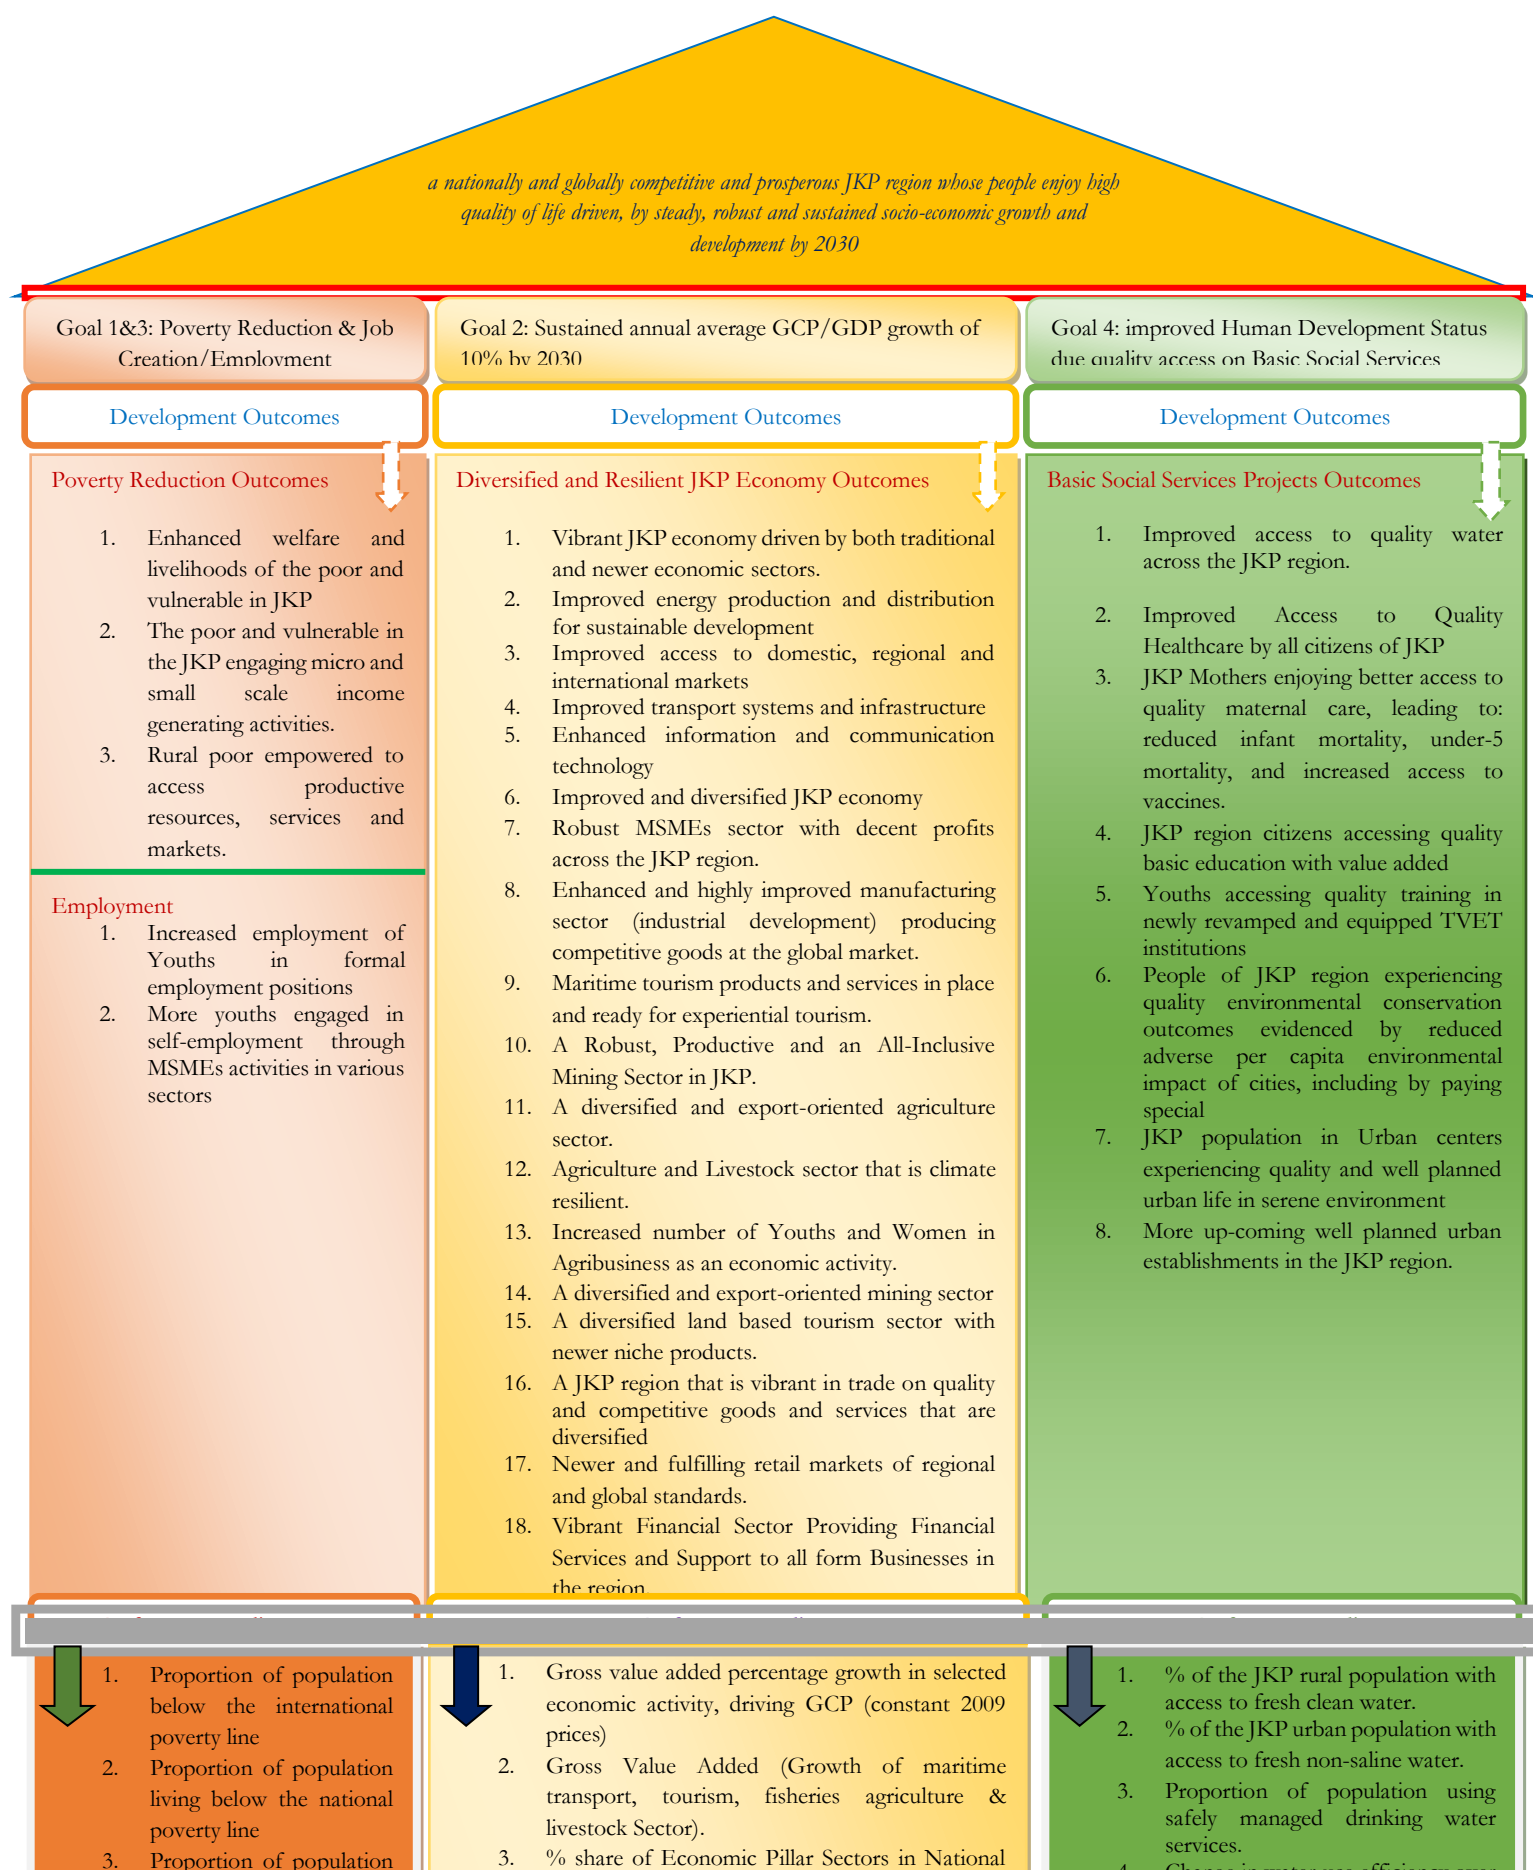 a nationally and globally competitive and prosperous JKP region whose people enjoy high
quality of life driven, by steady, robust and sustained socio-economic growth and
development by 2030
Goal 1&3: Poverty Reduction & Job
Creation/Employment
Development Outcomes
Poverty Reduction Outcomes
1. Enhanced welfare and
livelihoods of the poor and
vulnerable in JKP
2. The poor and vulnerable in
the JKP engaging micro and
small scale income
generating activities.
3. Rural poor empowered to
access productive
resources, services and
markets.
Employment
1. Increased employment of
Youths in formal
employment positions
2. More youths engaged in
self-employment through
MSMEs activities in various
sectors
Goal 2: Sustained annual average GCP/GDP growth of
10% by 2030
Development Outcomes
Diversified and Resilient JKP Economy Outcomes
1. Vibrant JKP economy driven by both traditional
and newer economic sectors.
2. Improved energy production and distribution
for sustainable development
3. Improved access to domestic, regional and
international markets
4. Improved transport systems and infrastructure
5. Enhanced information and communication
technology
6. Improved and diversified JKP economy
7. Robust MSMEs sector with decent profits
across the JKP region.
8. Enhanced and highly improved manufacturing
sector (industrial development) producing
competitive goods at the global market.
9. Maritime tourism products and services in place
and ready for experiential tourism.
10. A Robust, Productive and an All-Inclusive
Mining Sector in JKP.
11. A diversified and export-oriented agriculture
sector.
12. Agriculture and Livestock sector that is climate
resilient.
13. Increased number of Youths and Women in
Agribusiness as an economic activity.
14. A diversified and export-oriented mining sector
15. A diversified land based tourism sector with
newer niche products.
16. A JKP region that is vibrant in trade on quality
and competitive goods and services that are
diversified
17. Newer and fulfilling retail markets of regional
and global standards.
18. Vibrant Financial Sector Providing Financial
Services and Support to all form Businesses in
the region.
Goal 4: improved Human Development Status
due quality access on Basic Social Services
Development Outcomes
Basic Social Services Projects Outcomes
1. Improved access to quality water
across the JKP region.
2. Improved Access to Quality
Healthcare by all citizens of JKP
3. JKP Mothers enjoying better access to
quality maternal care, leading to:
reduced infant mortality, under-5
mortality, and increased access to
vaccines.
4. JKP region citizens accessing quality
basic education with value added
5. Youths accessing quality training in
newly revamped and equipped TVET
institutions
6. People of JKP region experiencing
quality environmental conservation
outcomes evidenced by reduced
adverse per capita environmental
impact of cities, including by paying
special
7. JKP population in Urban centers
experiencing quality and well planned
urban life in serene environment
8. More up-coming well planned urban
establishments in the JKP region.
1. Proportion of population
below the international
poverty line
2. Proportion of population
living below the national
poverty line
3. Proportion of population
1. Gross value added percentage growth in selected
economic activity, driving GCP (constant 2009
prices)
2. Gross Value Added (Growth of maritime
transport, tourism, fisheries agriculture &
livestock Sector).
3. % share of Economic Pillar Sectors in National
1. % of the JKP rural population with
access to fresh clean water.
2. % of the JKP urban population with
access to fresh non-saline water.
3. Proportion of population using
safely managed drinking water
services.
4. Change in water use efficiency over